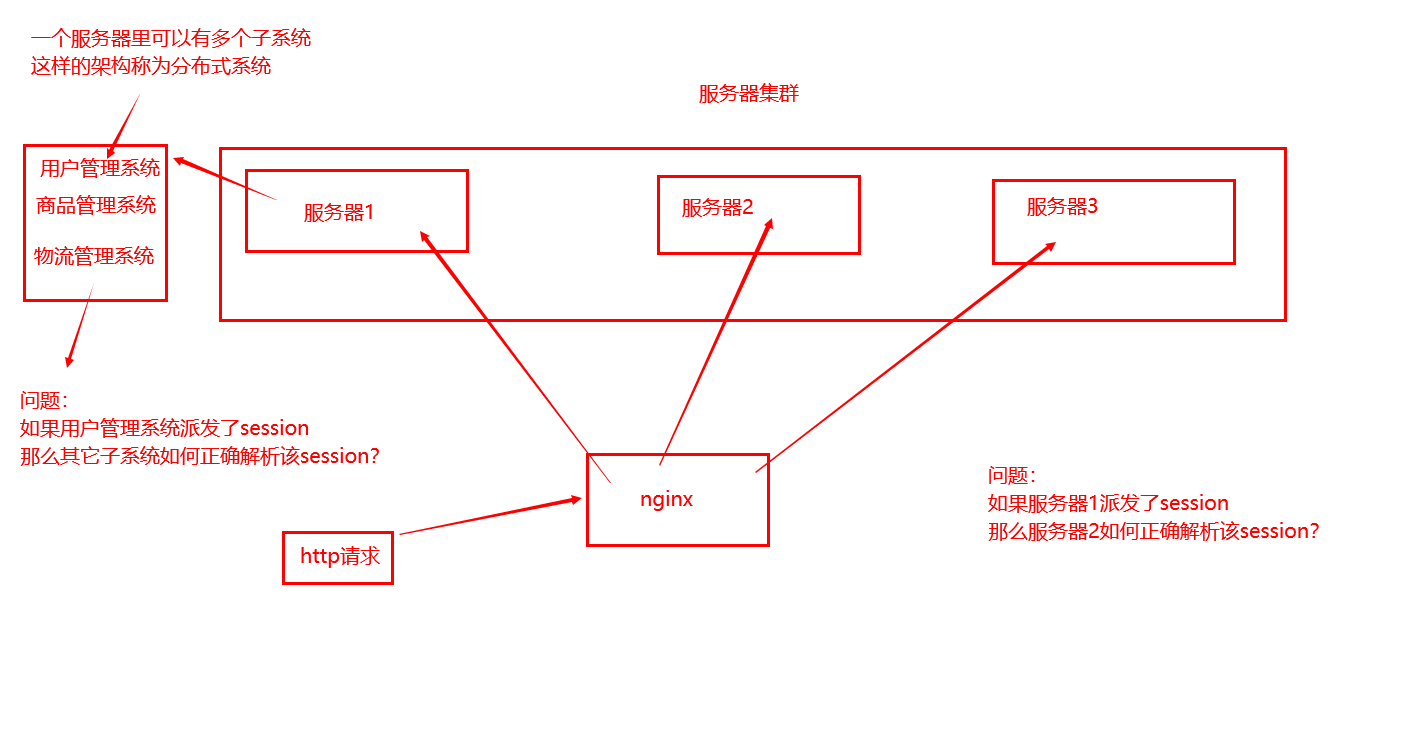 一个服务器里可以有多个子系统
这样的架构称为分布式系统
服务器集群
用户管理系统
商品管理系统
物流管理系统
服务器1
服务器2
服务器3
问题：
如果用户管理系统派发了session
那么其它子系统如何正确解析该session？
nginx
http请求
问题：
如果服务器1派发了session
那么服务器2如何正确解析该session？